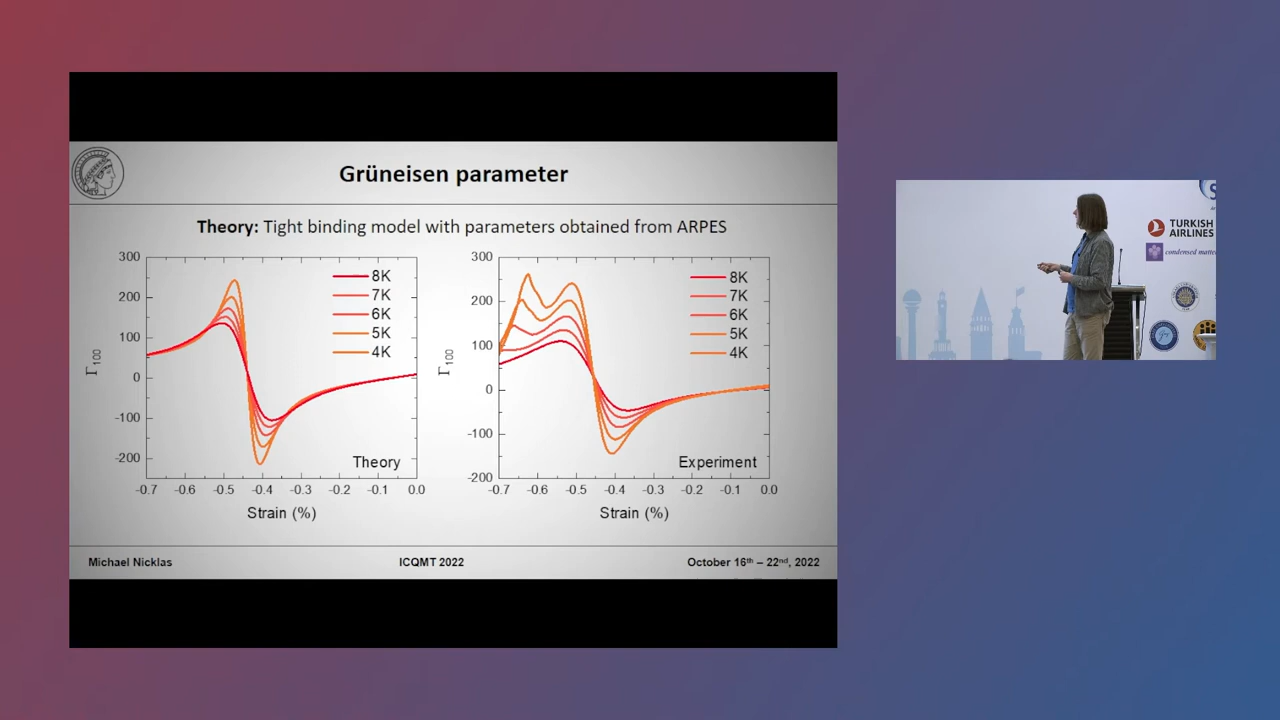 Grüneisen parameter
Theory: Tight binding model with parameters obtained from ARPES
300
200
100
0
-100
-200
Γ100
8K
7K
6K
5K
4K
Theory
-0.7 -0.6 -0.5 -0.4 -0.3 -0.2 -0.1 0.0
Strain (%)
300
200
100
0
-100
-200
Γ100
8K
7K
6K
5K
4K
Experiment
-0.7 -0.6 -0.5 -0.4 -0.3 -0.2 -0.1 0.0
Strain (%)
Michael Nicklas ICQMT 2022 October 16th – 22nd, 2022
TURKISH
AIRLINES
condensed matte